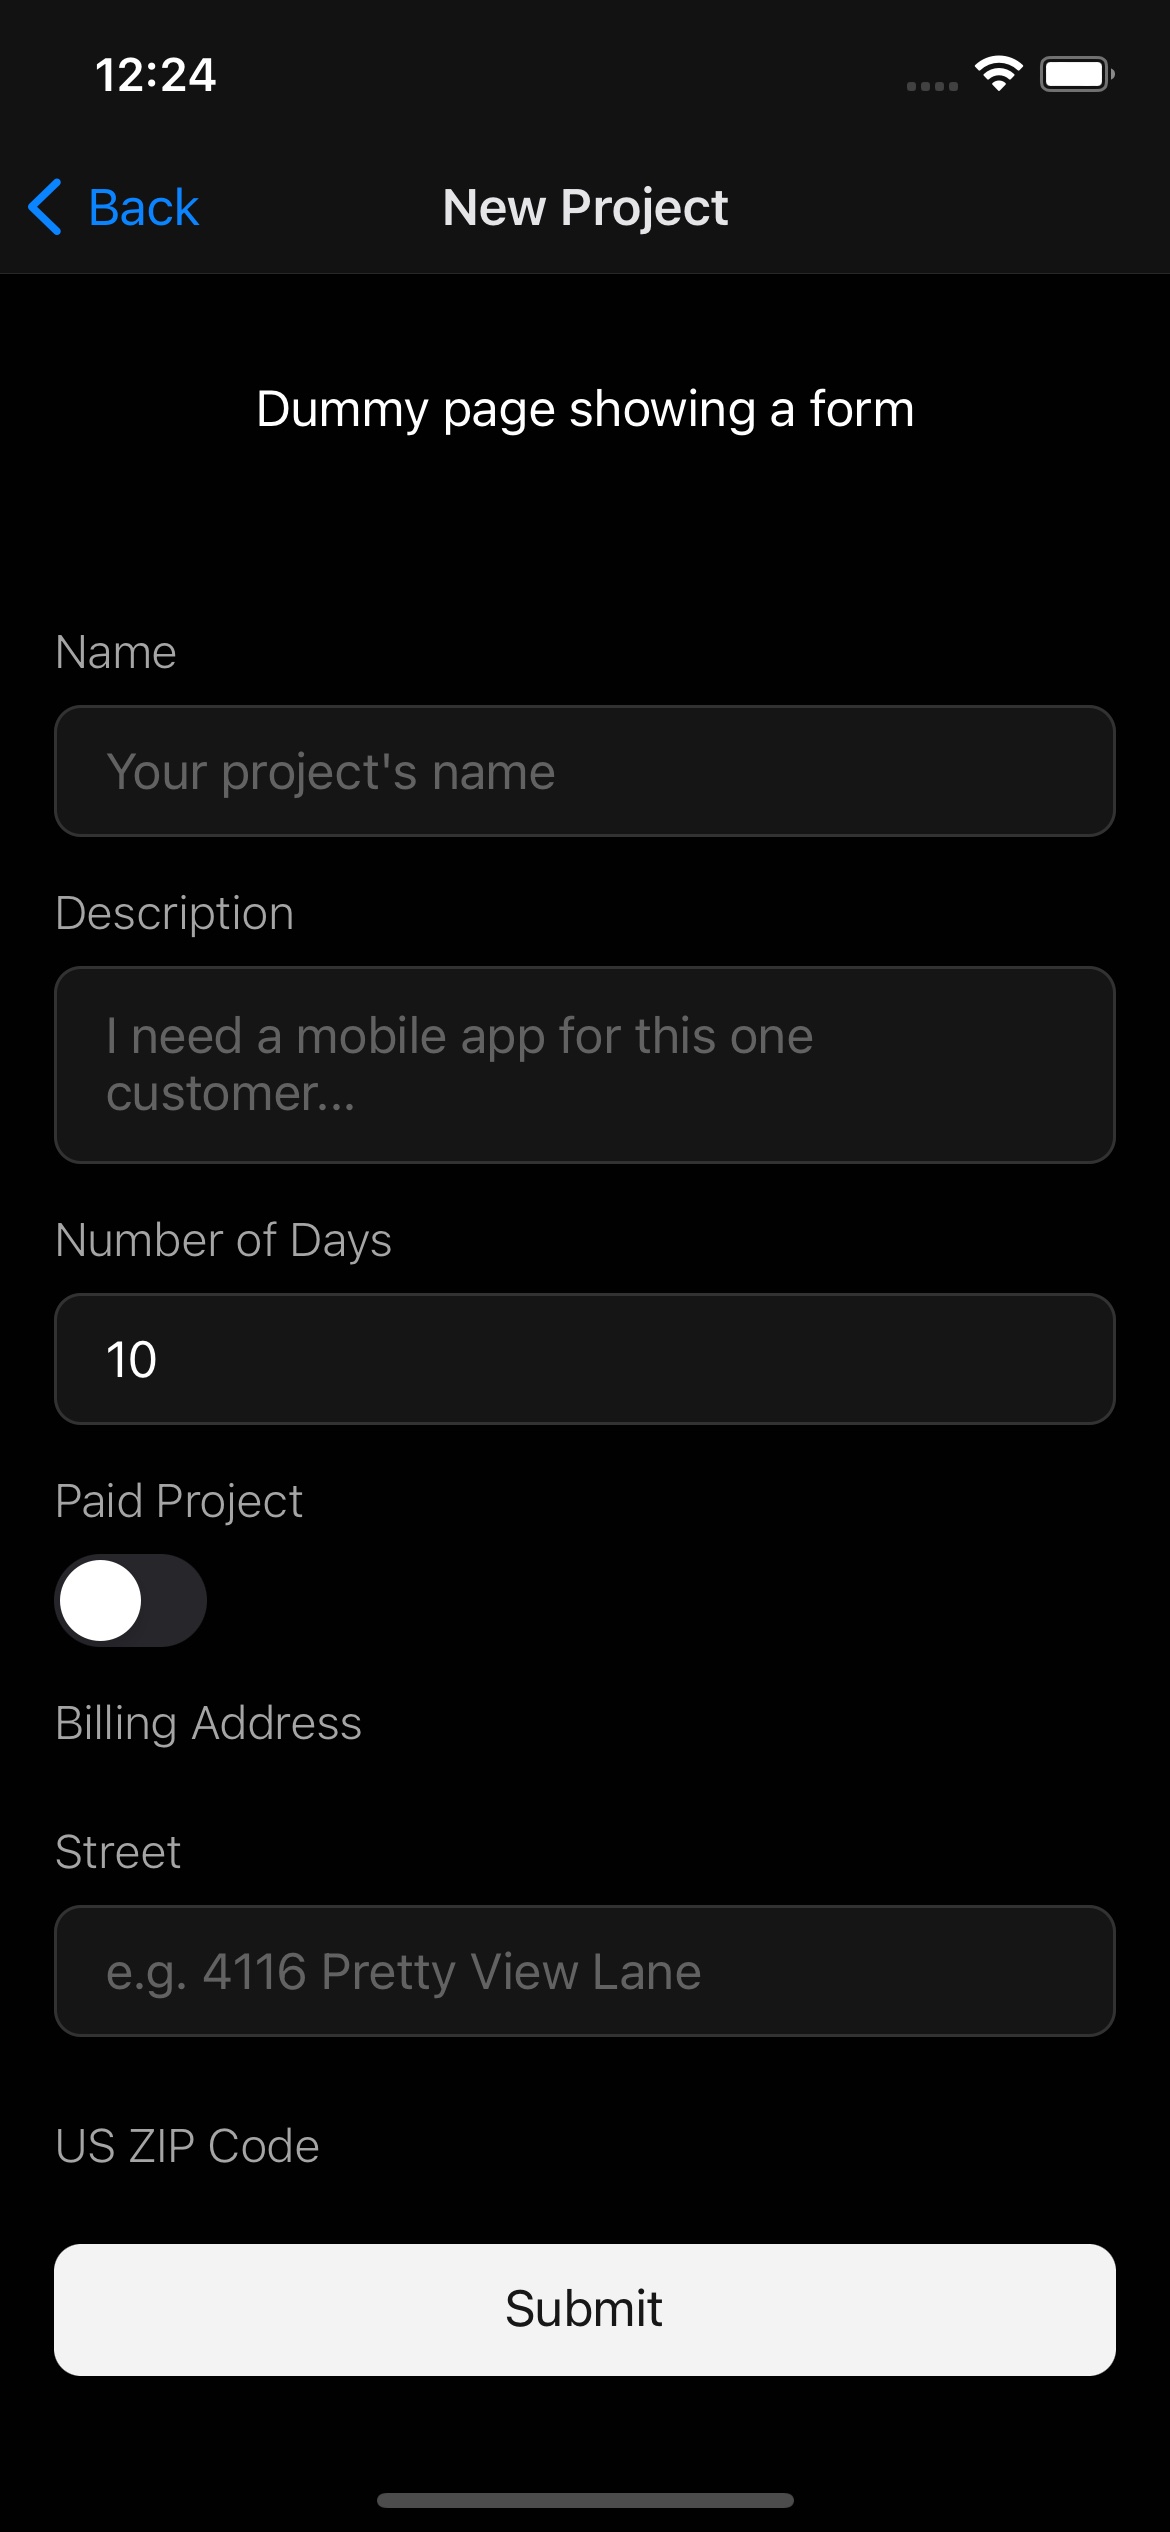 12:24
Back
New Project
Dummy page showing a form
Name
Your project's name
Description
I need a mobile app for this one
customer...
Number of Days
10
Paid Project
Billing Address
Street
e.g. 4116 Pretty View Lane
US ZIP Code
Submit